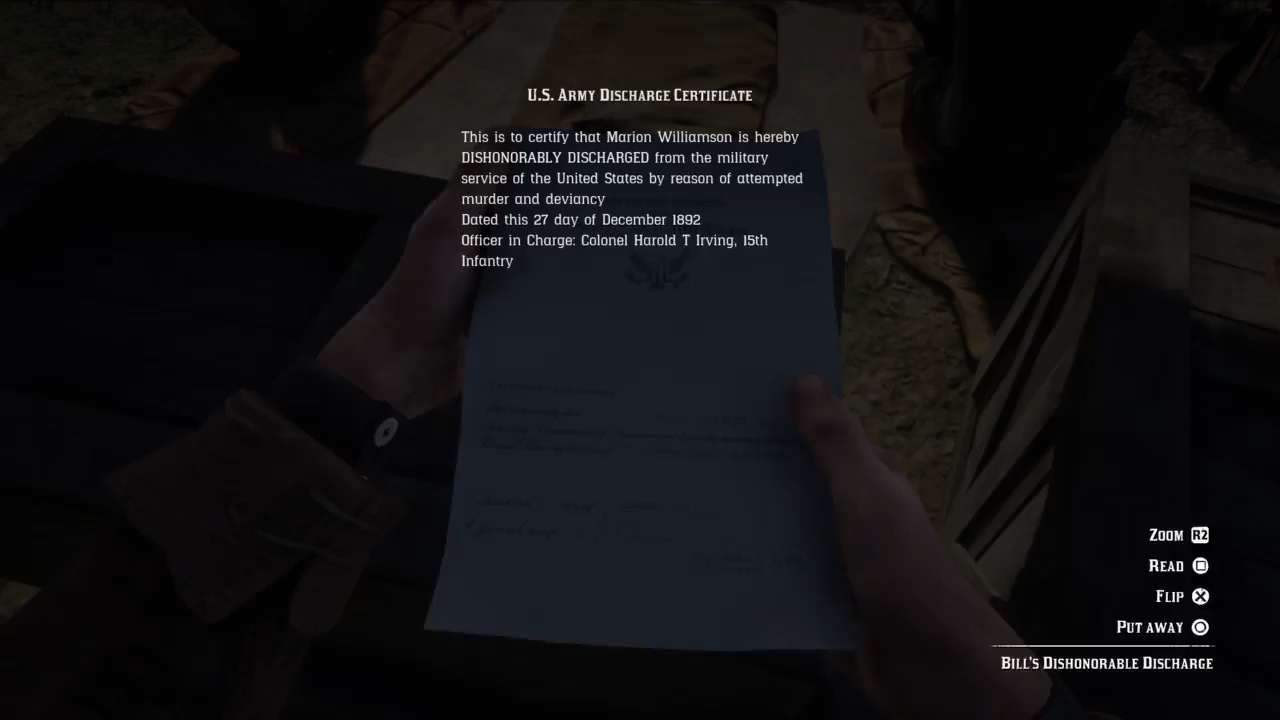 U.S. Army Discharge Certificate
This is to certify that Marion Williamson is hereby
DISHONORABLY DISCHARGED from the military
service of the United States by reason of attempted
murder and deviancy
Dated this 27 day of December 1892
Officer in Charge: Colonel Harold T Irving, 15th
Infantry
Zoom R2
Read
Flip
Put away
Bill's Dishonorable Discharge